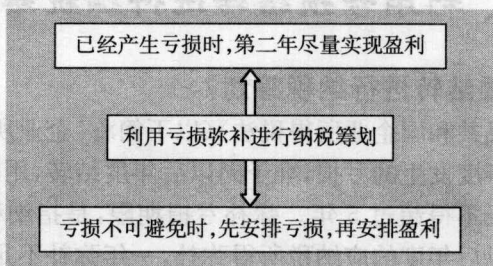 已经产生亏损时，第二年尽量实现盈利
利用亏损弥补进行纳税筹划
亏损不可避免时，先安排亏损，再安排盈利